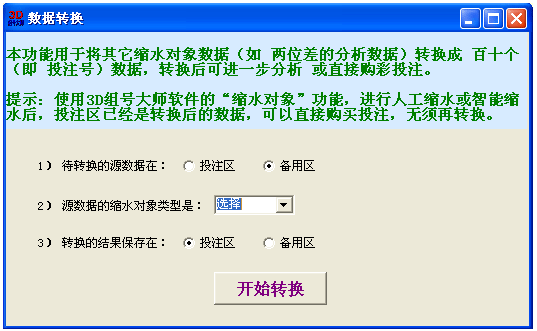 数据转换
本功能用于将其它缩水对象数据（如 两位差的分析数据）转换成 百十个
（即 投注号）数据，转换后可进一步分析 或直接购彩投注。
提示：使用3D组号大师软件的“缩水对象”功能，进行人工缩水或智能缩
水后，投注区已经是转换后的数据，可以直接购买投注，无须再转换。
1） 待转换的源数据在： 投注区 备用区
2） 源数据的缩水对象类型是： 选择
3） 转换的结果保存在： 投注区 备用区
开始转换